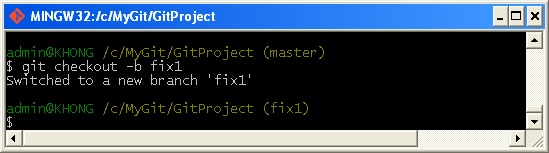 MINGW32:/c/MyGit/GitProject
admin@KHONG /c/MyGit/GitProject (master)
$ git checkout -b fix1
Switched to a new branch 'fix1'
admin@KHONG /c/MyGit/GitProject (fix1)
$